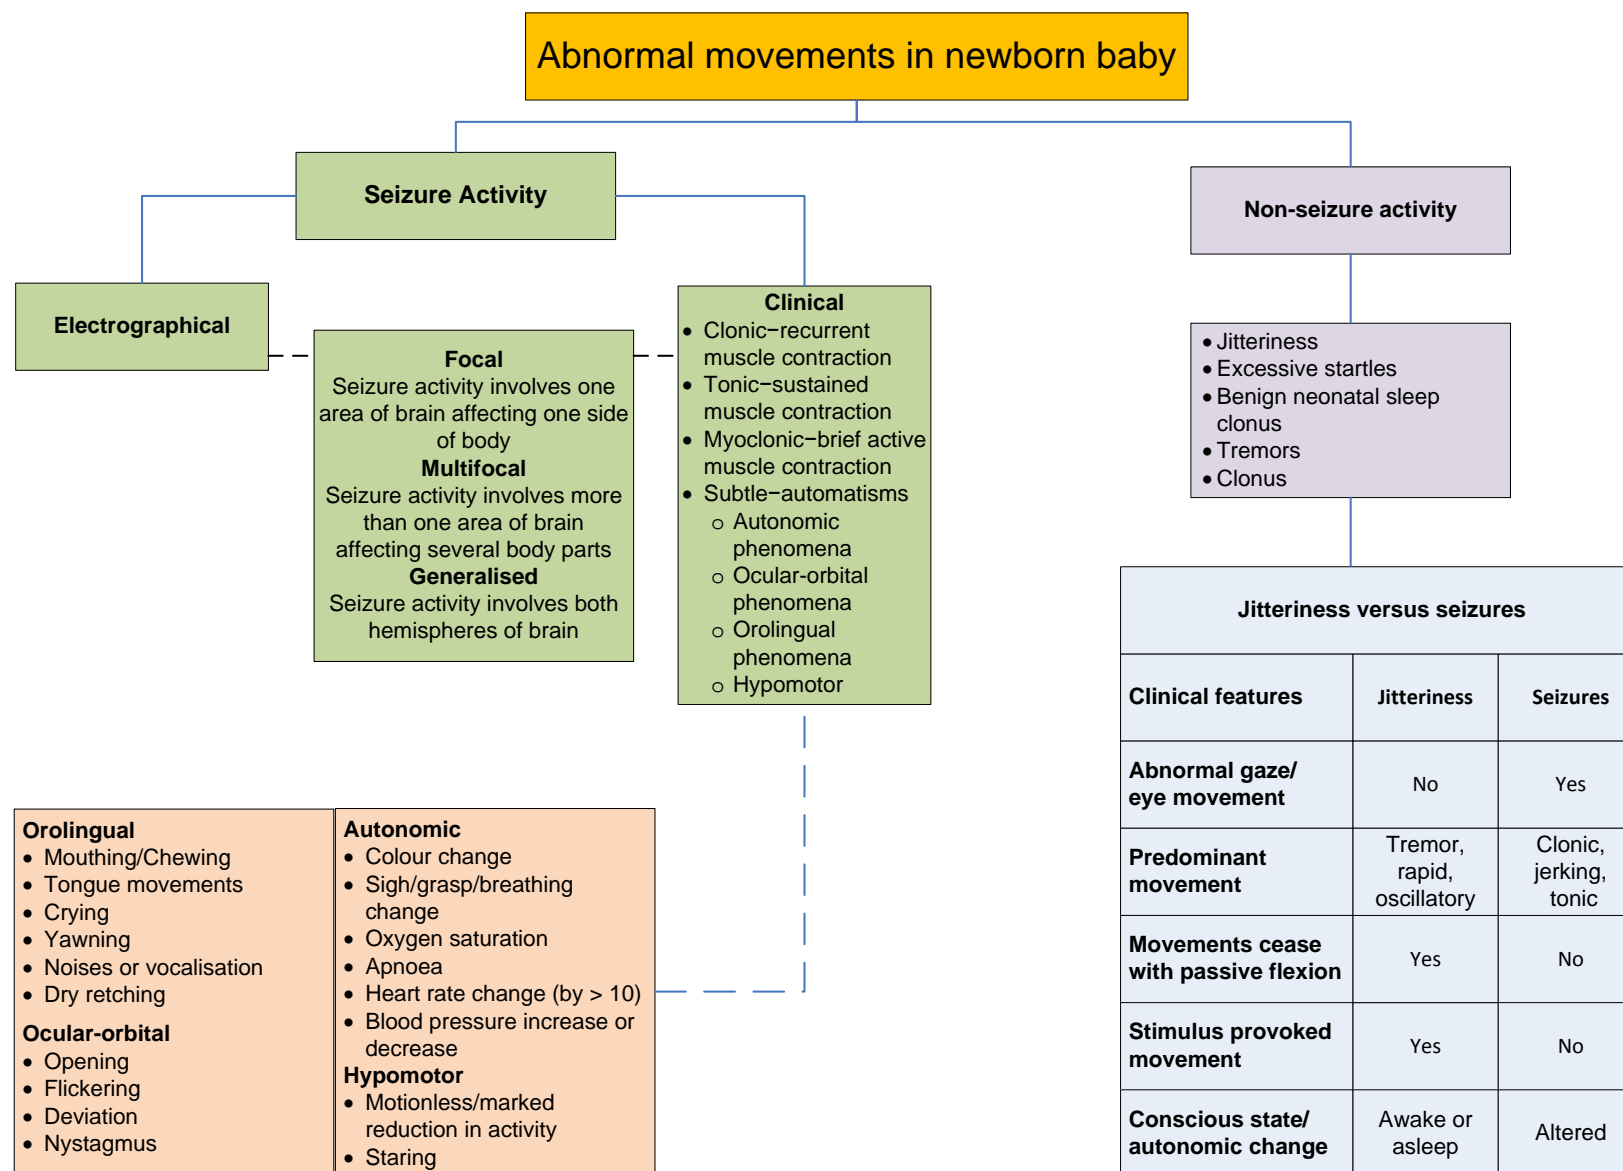 Abnormal movements in newborn baby
Seizure Activity
Non-seizure activity
Electrographical
Focal
Seizure activity involves one
area of brain affecting one side
of body
Multifocal
Seizure activity involves more
than one area of brain
affecting several body parts
Generalised
Seizure activity involves both
hemispheres of brain
Clinical
• Clonic−recurrent
muscle contraction
• Tonic−sustained
muscle contraction
• Myoclonic−brief active
muscle contraction
• Subtle−automatisms
o Autonomic
phenomena
o Ocular-orbital
phenomena
o Orolingual
phenomena
o Hypomotor
• Jitteriness
• Excessive startles
• Benign neonatal sleep
clonus
• Tremors
• Clonus
Orolingual
• Mouthing/Chewing
• Tongue movements
• Crying
• Yawning
• Noises or vocalisation
• Dry retching
Ocular-orbital
• Opening
• Flickering
• Deviation
• Nystagmus
Autonomic
• Colour change
• Sigh/grasp/breathing
change
• Oxygen saturation
• Apnoea
• Heart rate change (by > 10)
• Blood pressure increase or
decrease
Hypomotor
• Motionless/marked
reduction in activity
• Staring
Jitteriness versus seizures
Clinical features
Jitteriness
Seizures
Abnormal gaze/
eye movement
No
Yes
Predominant
movement
Tremor,
rapid,
oscillatory
Clonic,
jerking,
tonic
Movements cease
with passive flexion
Yes
No
Stimulus provoked
movement
Yes
No
Conscious state/
autonomic change
Awake or
asleep
Altered